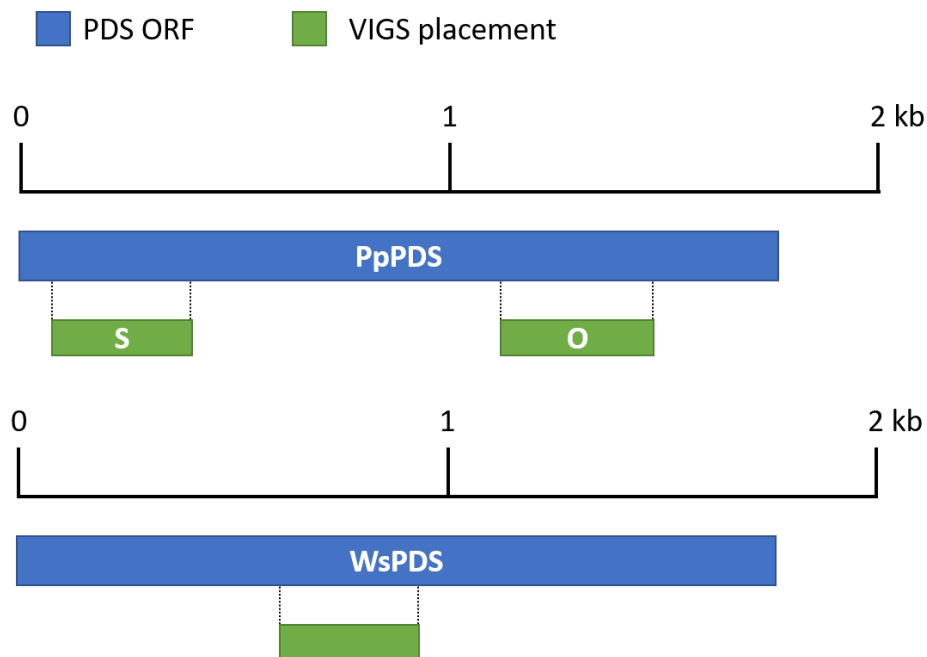 PDS ORF VIGS placement
0 1 2 kb
PpPDS
S O
0 1 2 kb
WsPDS